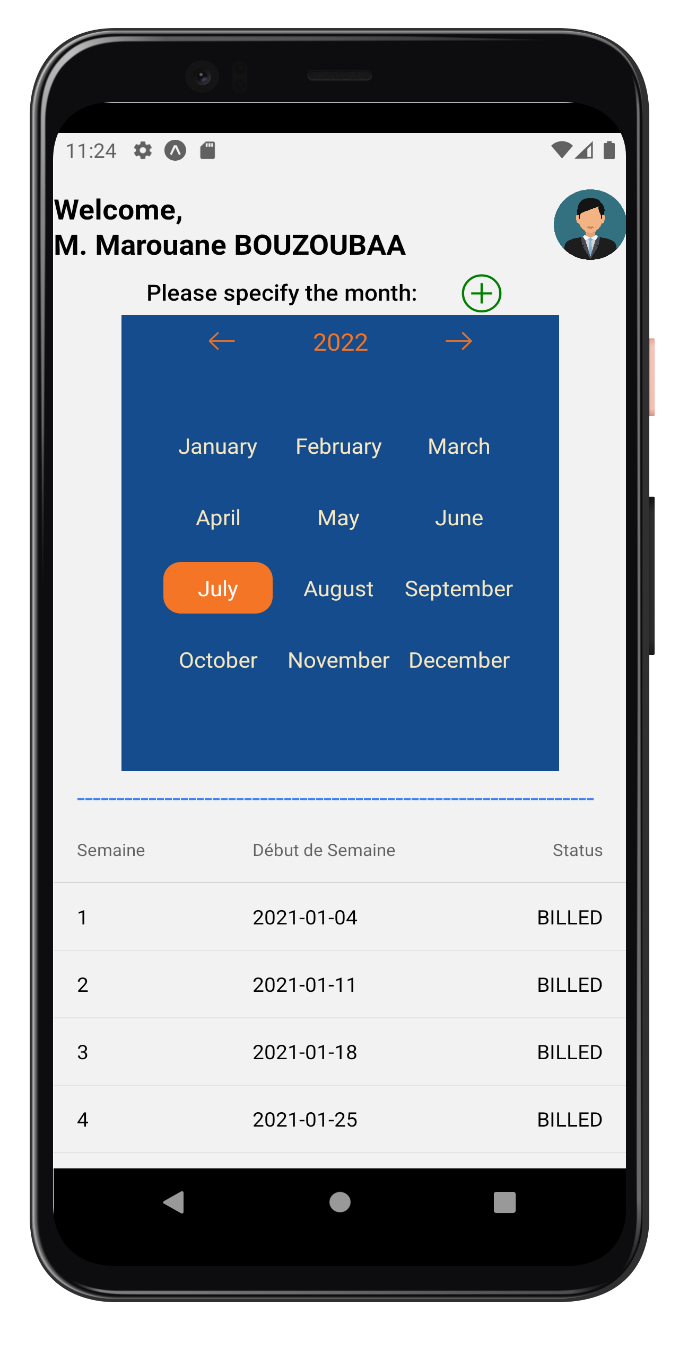 11:24
Welcome,
M. Marouane BOUZOUBAA
Please specify the month:
2022
January February March
April May June
July August September
October November December
Semaine Début de Semaine Status
1 2021-01-04 BILLED
2 2021-01-11 BILLED
3 2021-01-18 BILLED
4 2021-01-25 BILLED